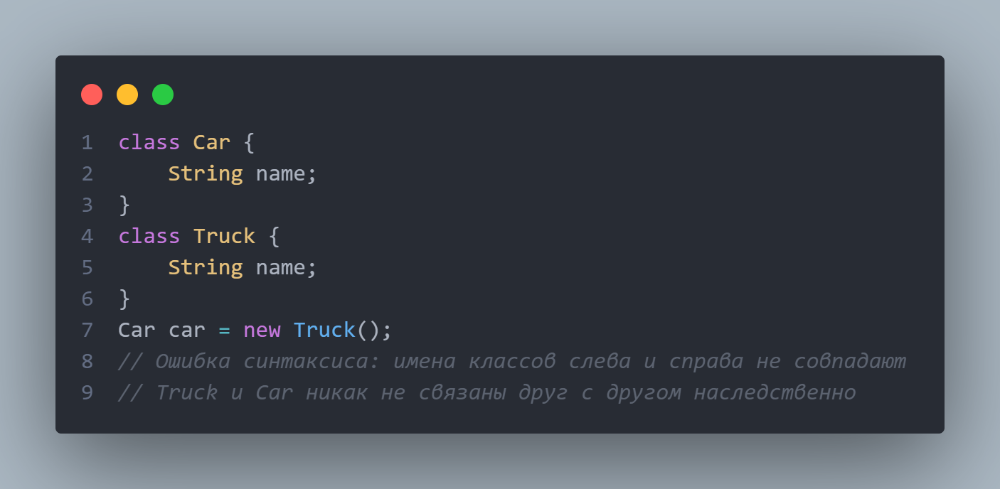 1 class Car {
2     String name;
3 }
4 class Truck {
5     String name;
6 }
7 Car car = new Truck();
8 // Ошибка синтаксиса: имена классов слева и справа не совпадают
9 // Truck и Car никак не связаны друг с другом наследственно